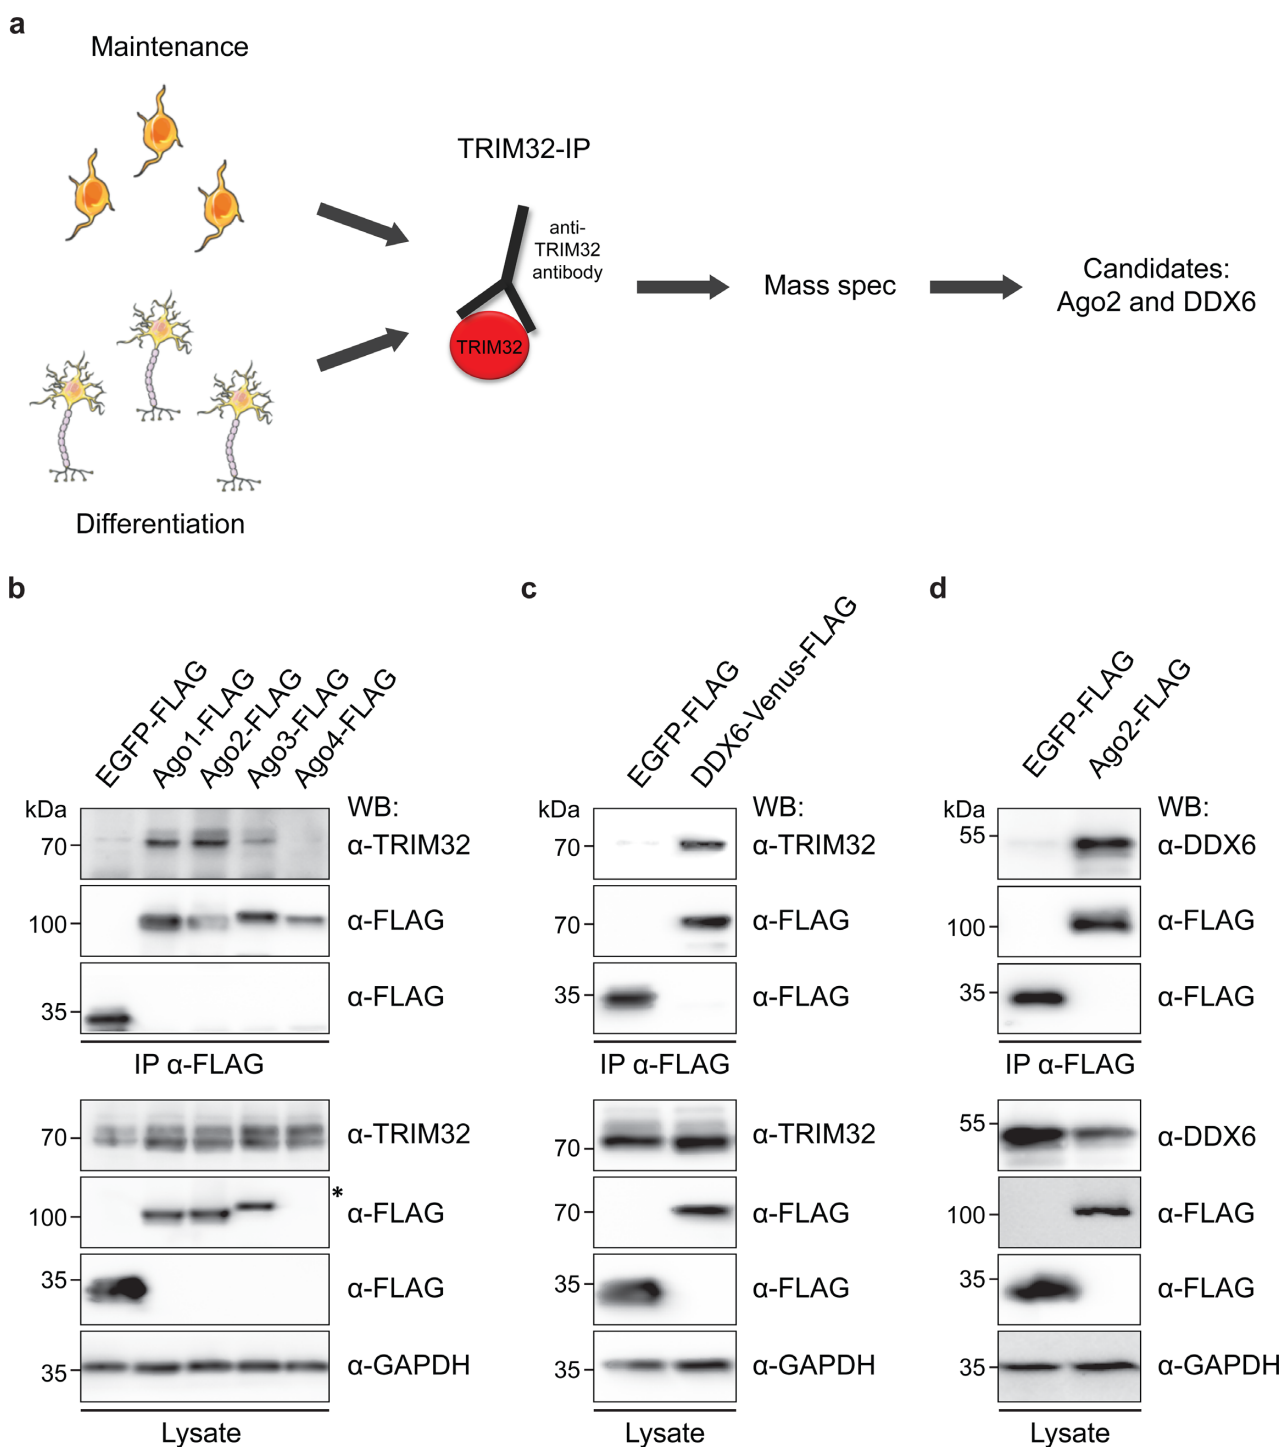 a
Maintenance
TRIM32-IP
anti-
TRIM32
antibody
TRIM32
Mass spec
Candidates:
Ago2 and DDX6
Differentiation
b
EGFP-FLAG
Ago1-FLAG
Ago2-FLAG
Ago3-FLAG
Ago4-FLAG
kDa
WB:
70
α-TRIM32
100
α-FLAG
35
α-FLAG
IP α-FLAG
70
α-TRIM32
*
100
α-FLAG
35
α-FLAG
35
α-GAPDH
Lysate
c
EGFP-FLAG
DDX6-Venus-FLAG
kDa
WB:
70
α-TRIM32
70
α-FLAG
35
α-FLAG
IP α-FLAG
70
α-TRIM32
70
α-FLAG
35
α-FLAG
35
α-GAPDH
Lysate
d
EGFP-FLAG
Ago2-FLAG
kDa
WB:
55
α-DDX6
100
α-FLAG
35
α-FLAG
IP α-FLAG
55
α-DDX6
100
α-FLAG
35
α-FLAG
35
α-GAPDH
Lysate